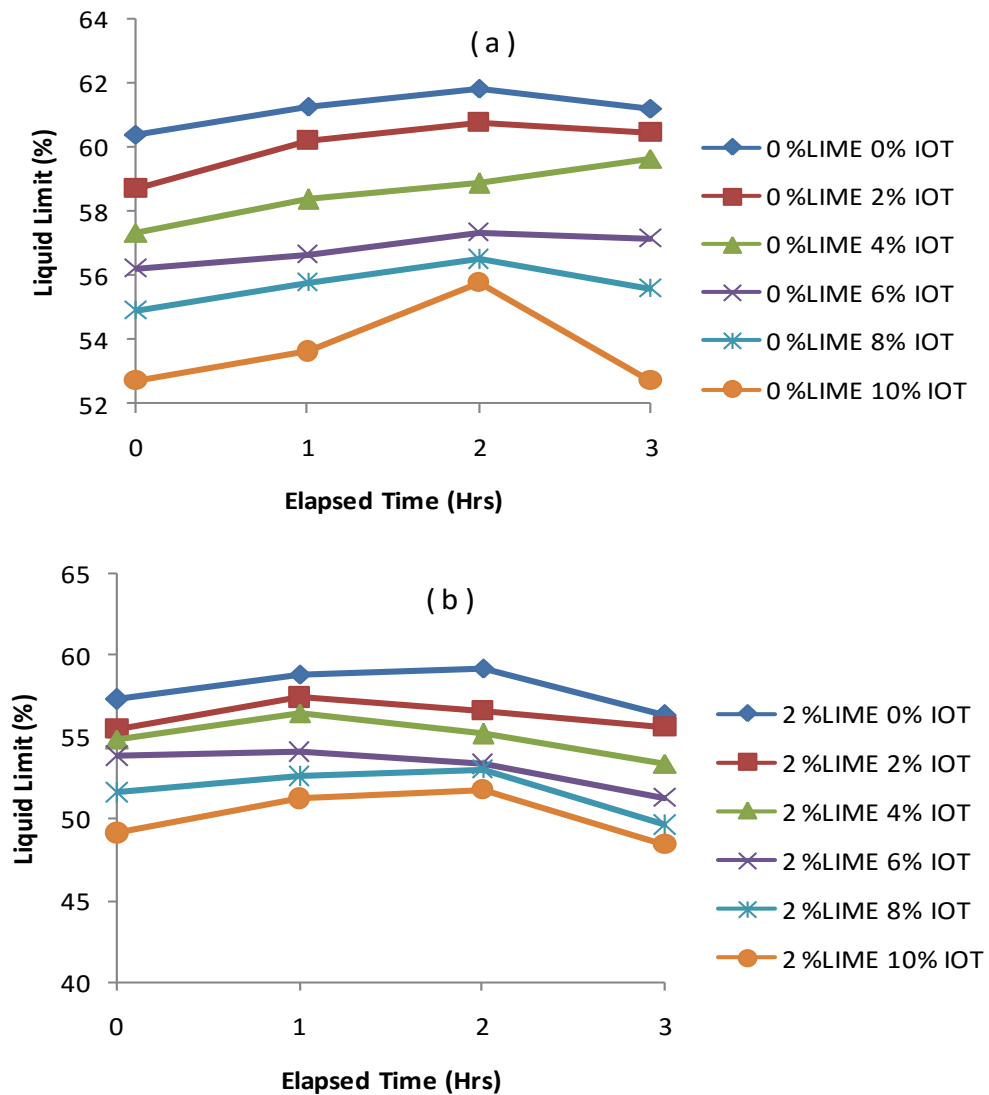 ( a )
64
62
60
58
56
54
52
Liquid Limit (%)
0 1 2 3
Elapsed Time (Hrs)
0 %LIME 0% IOT
0 %LIME 2% IOT
0 %LIME 4% IOT
0 %LIME 6% IOT
0 %LIME 8% IOT
0 %LIME 10% IOT
( b )
65
60
55
50
45
40
Liquid Limit (%)
0 1 2 3
Elapsed Time (Hrs)
2 %LIME 0% IOT
2 %LIME 2% IOT
2 %LIME 4% IOT
2 %LIME 6% IOT
2 %LIME 8% IOT
2 %LIME 10% IOT